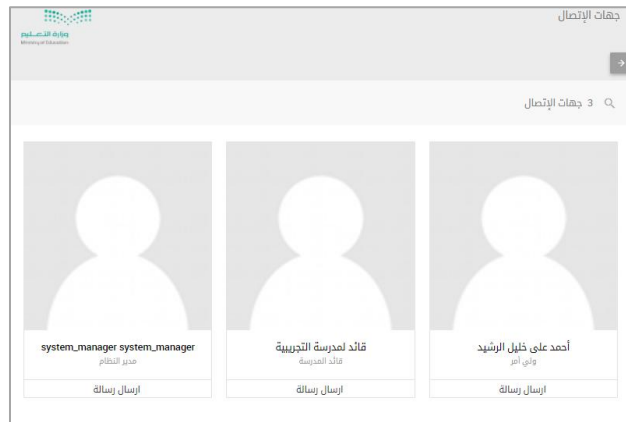 جهات الإتصال
وزارة التعليم
Ministry of Education
3 جهات الإتصال
أحمد على خليل الرشيد
ولي أمر
ارسال رسالة
قائد لمدرسة التجريبية
قائد المدرسة
ارسال رسالة
system_manager system_manager
مدير النظام
ارسال رسالة